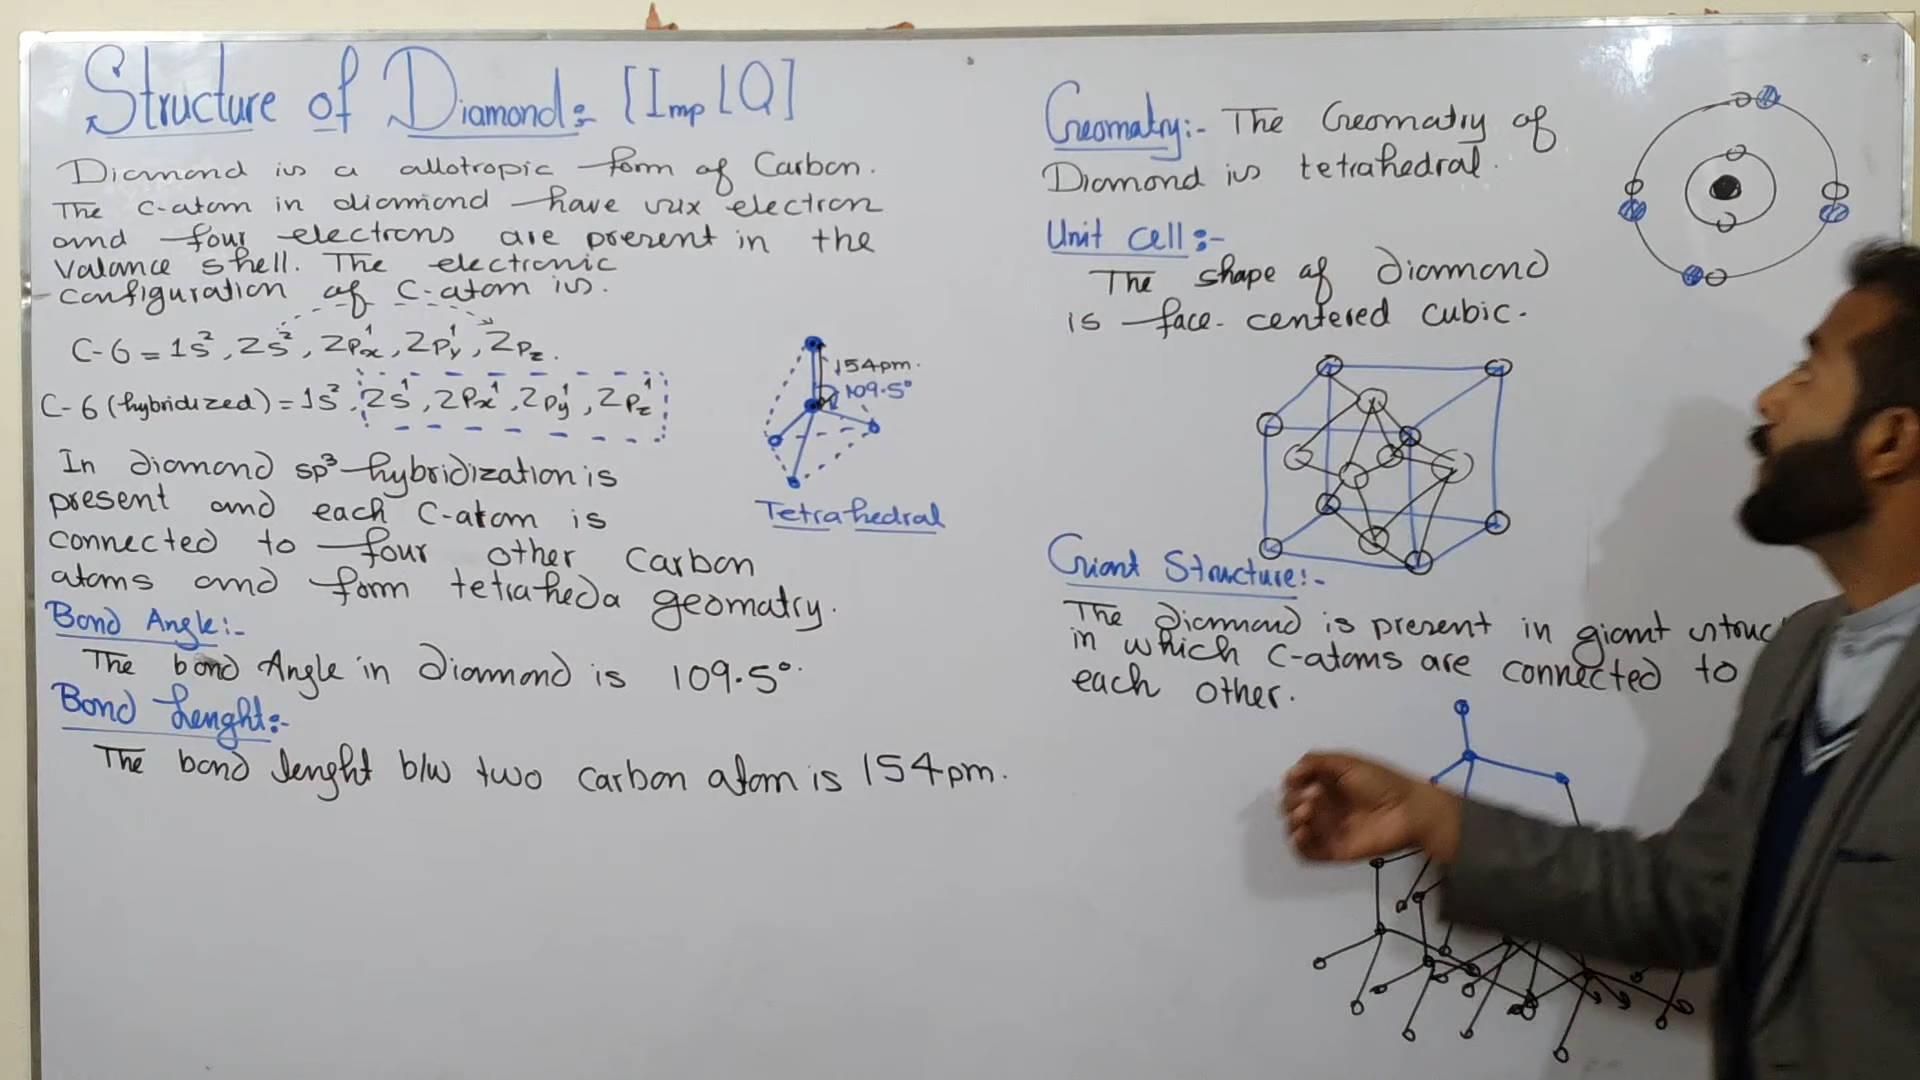 Structure of Diamond:- [Imp LQ]
Diamond is a allotropic form of Carbon.
The C-atom in diamond have six electron
and four electrons are present in the
Valance shell. The electronic
configuration of C-atom is.
C-6 = 1s², 2s², 2px¹, 2py¹, 2pz.
C-6 (hybridized) = 1s², 2s¹, 2px¹, 2py¹, 2pz¹
In diamond sp³-hybridization is
present and each C-atom is
connected to four other Carbon
atoms and form tetraheda geomatry.
Bond Angle:-
The bond Angle in diamond is 109.5°.
Bond Lenght:-
The bond lenght b/w two carbon atom is 154pm.
154pm.
109.5°
Tetrahedral
Geomatry:- The Geomatry of
Diamond is tetrahedral.
Unit cell:-
The shape of diamond
is face-centered cubic.
Giant Structure:-
The diamond is present in giant
in which C-atoms are connected to
each other.